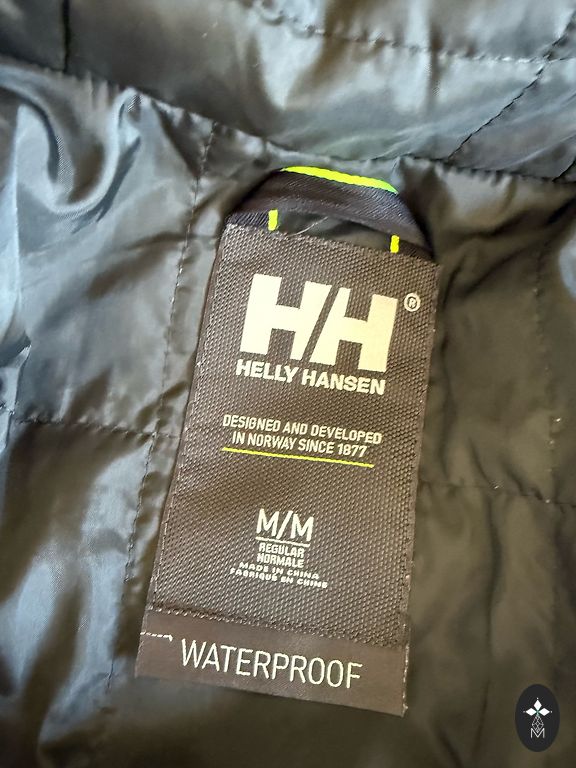 HH®
HELLY HANSEN
DESIGNED AND DEVELOPED
IN NORWAY SINCE 1877
M/M
REGULAR
NORMALE
MADE IN CHINA
FABRIQUÉ EN CHINE
WATERPROOF
M